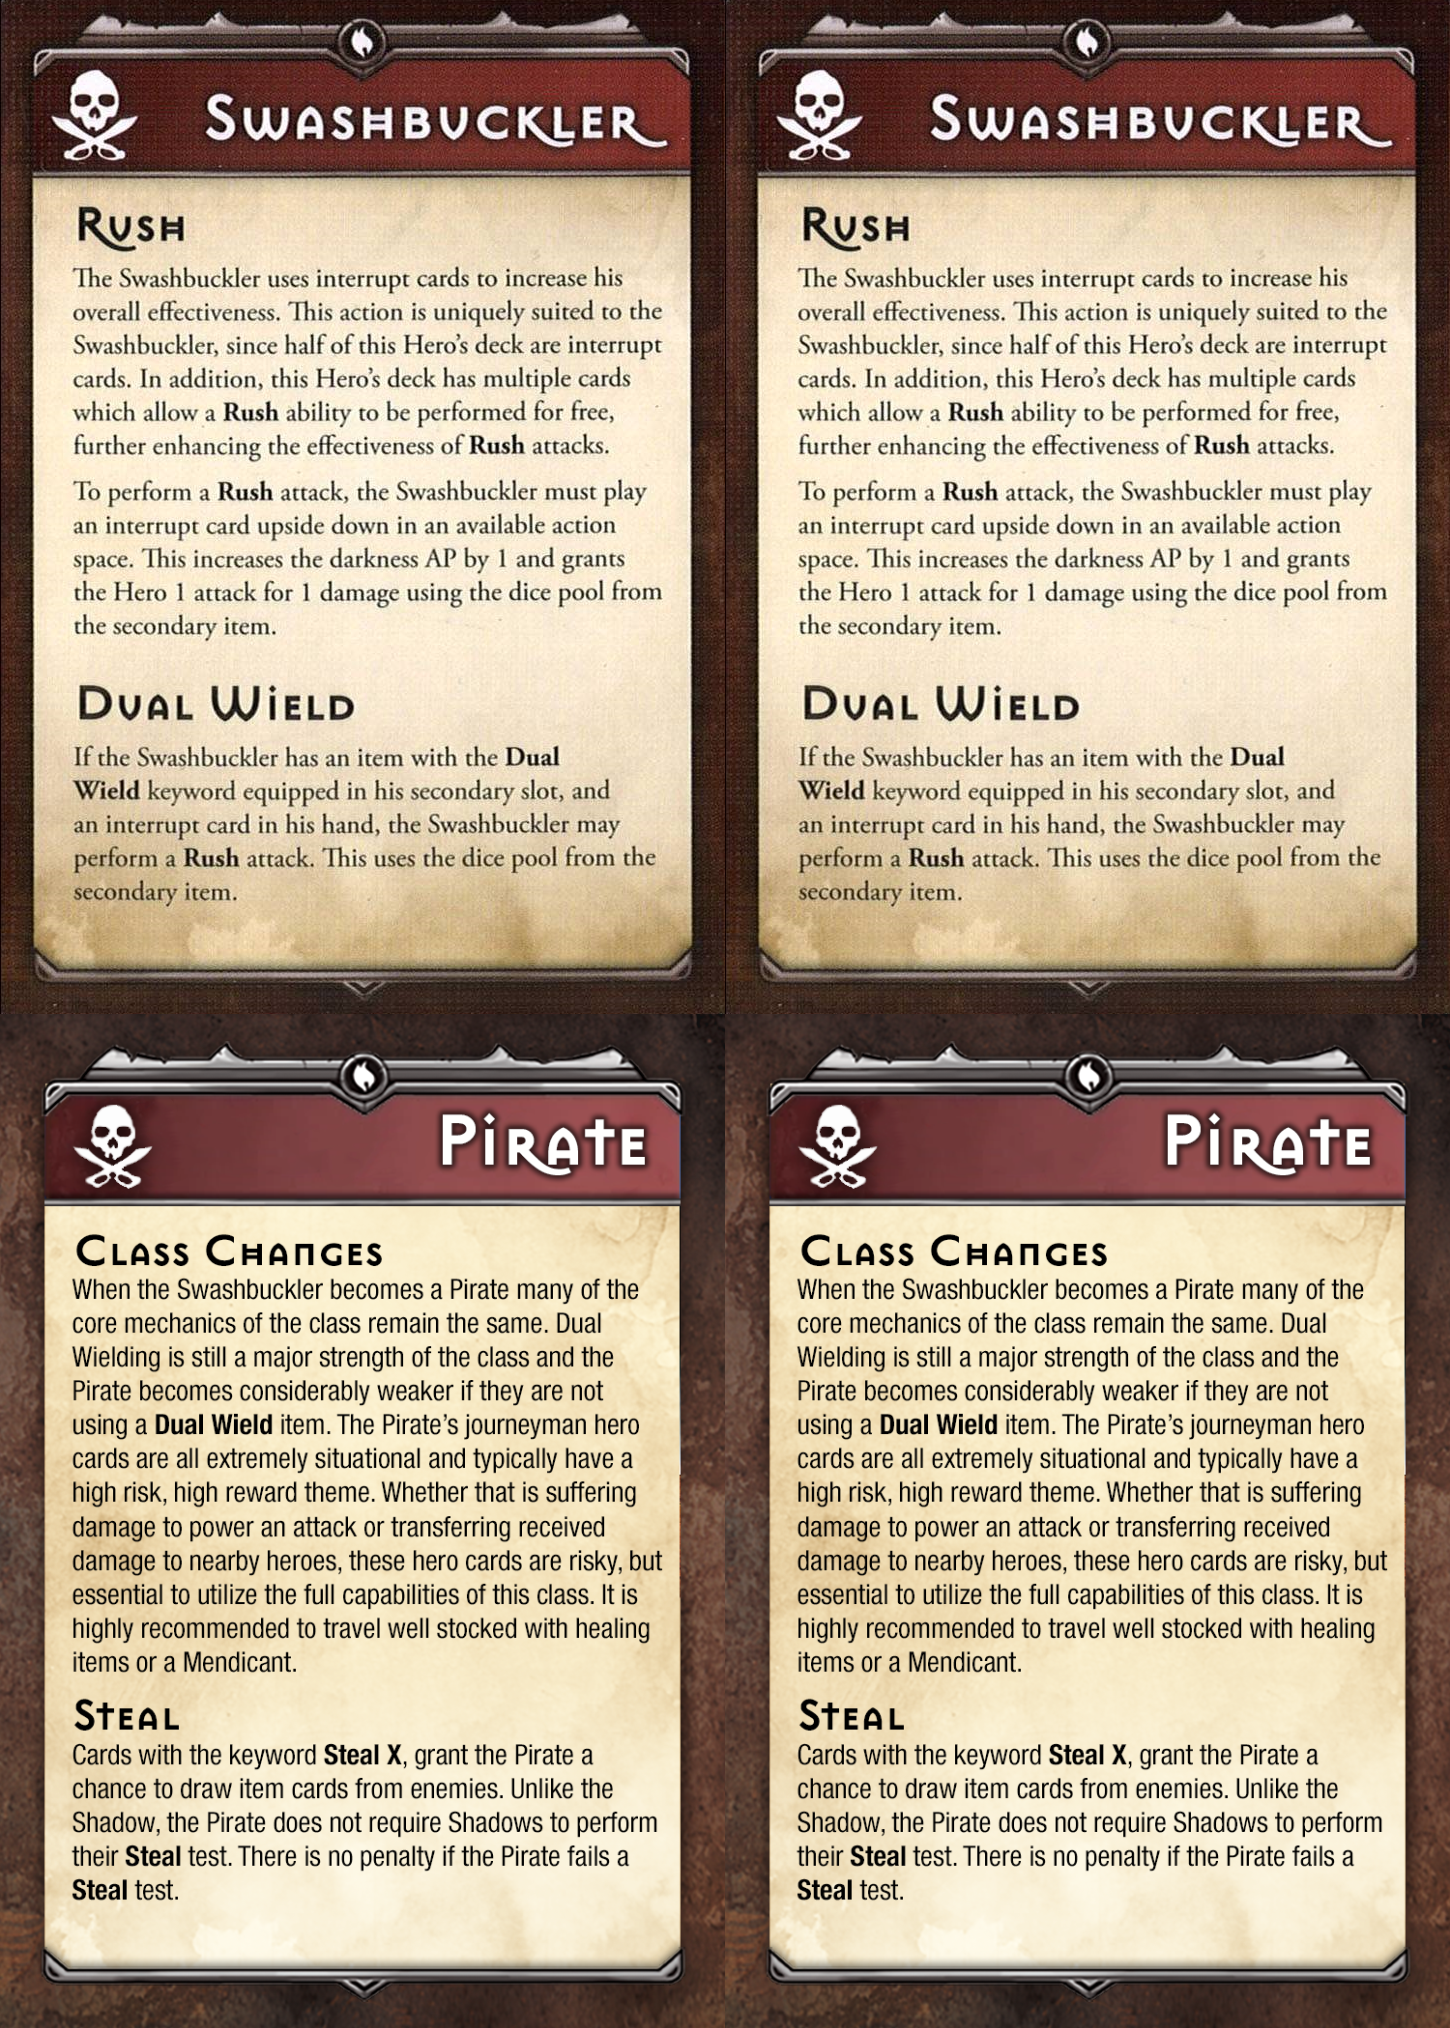 Swashbuckler
Rush
The Swashbuckler uses interrupt cards to increase his
overall effectiveness. This action is uniquely suited to the
Swashbuckler, since half of this Hero's deck are interrupt
cards. In addition, this Hero's deck has multiple cards
which allow a Rush ability to be performed for free,
further enhancing the effectiveness of Rush attacks.
To perform a Rush attack, the Swashbuckler must play
an interrupt card upside down in an available action
space. This increases the darkness AP by 1 and grants
the Hero 1 attack for 1 damage using the dice pool from
the secondary item.
Dual Wield
If the Swashbuckler has an item with the Dual
Wield keyword equipped in his secondary slot, and
an interrupt card in his hand, the Swashbuckler may
perform a Rush attack. This uses the dice pool from the
secondary item.
Swashbuckler
Rush
The Swashbuckler uses interrupt cards to increase his
overall effectiveness. This action is uniquely suited to the
Swashbuckler, since half of this Hero's deck are interrupt
cards. In addition, this Hero's deck has multiple cards
which allow a Rush ability to be performed for free,
further enhancing the effectiveness of Rush attacks.
To perform a Rush attack, the Swashbuckler must play
an interrupt card upside down in an available action
space. This increases the darkness AP by 1 and grants
the Hero 1 attack for 1 damage using the dice pool from
the secondary item.
Dual Wield
If the Swashbuckler has an item with the Dual
Wield keyword equipped in his secondary slot, and
an interrupt card in his hand, the Swashbuckler may
perform a Rush attack. This uses the dice pool from the
secondary item.
Pirate
Class Changes
When the Swashbuckler becomes a Pirate many of the
core mechanics of the class remain the same. Dual
Wielding is still a major strength of the class and the
Pirate becomes considerably weaker if they are not
using a Dual Wield item. The Pirate's journeyman hero
cards are all extremely situational and typically have a
high risk, high reward theme. Whether that is suffering
damage to power an attack or transferring received
damage to nearby heroes, these hero cards are risky, but
essential to utilize the full capabilities of this class. It is
highly recommended to travel well stocked with healing
items or a Mendicant.
Steal
Cards with the keyword Steal X, grant the Pirate a
chance to draw item cards from enemies. Unlike the
Shadow, the Pirate does not require Shadows to perform
their Steal test. There is no penalty if the Pirate fails a
Steal test.
Pirate
Class Changes
When the Swashbuckler becomes a Pirate many of the
core mechanics of the class remain the same. Dual
Wielding is still a major strength of the class and the
Pirate becomes considerably weaker if they are not
using a Dual Wield item. The Pirate's journeyman hero
cards are all extremely situational and typically have a
high risk, high reward theme. Whether that is suffering
damage to power an attack or transferring received
damage to nearby heroes, these hero cards are risky, but
essential to utilize the full capabilities of this class. It is
highly recommended to travel well stocked with healing
items or a Mendicant.
Steal
Cards with the keyword Steal X, grant the Pirate a
chance to draw item cards from enemies. Unlike the
Shadow, the Pirate does not require Shadows to perform
their Steal test. There is no penalty if the Pirate fails a
Steal test.